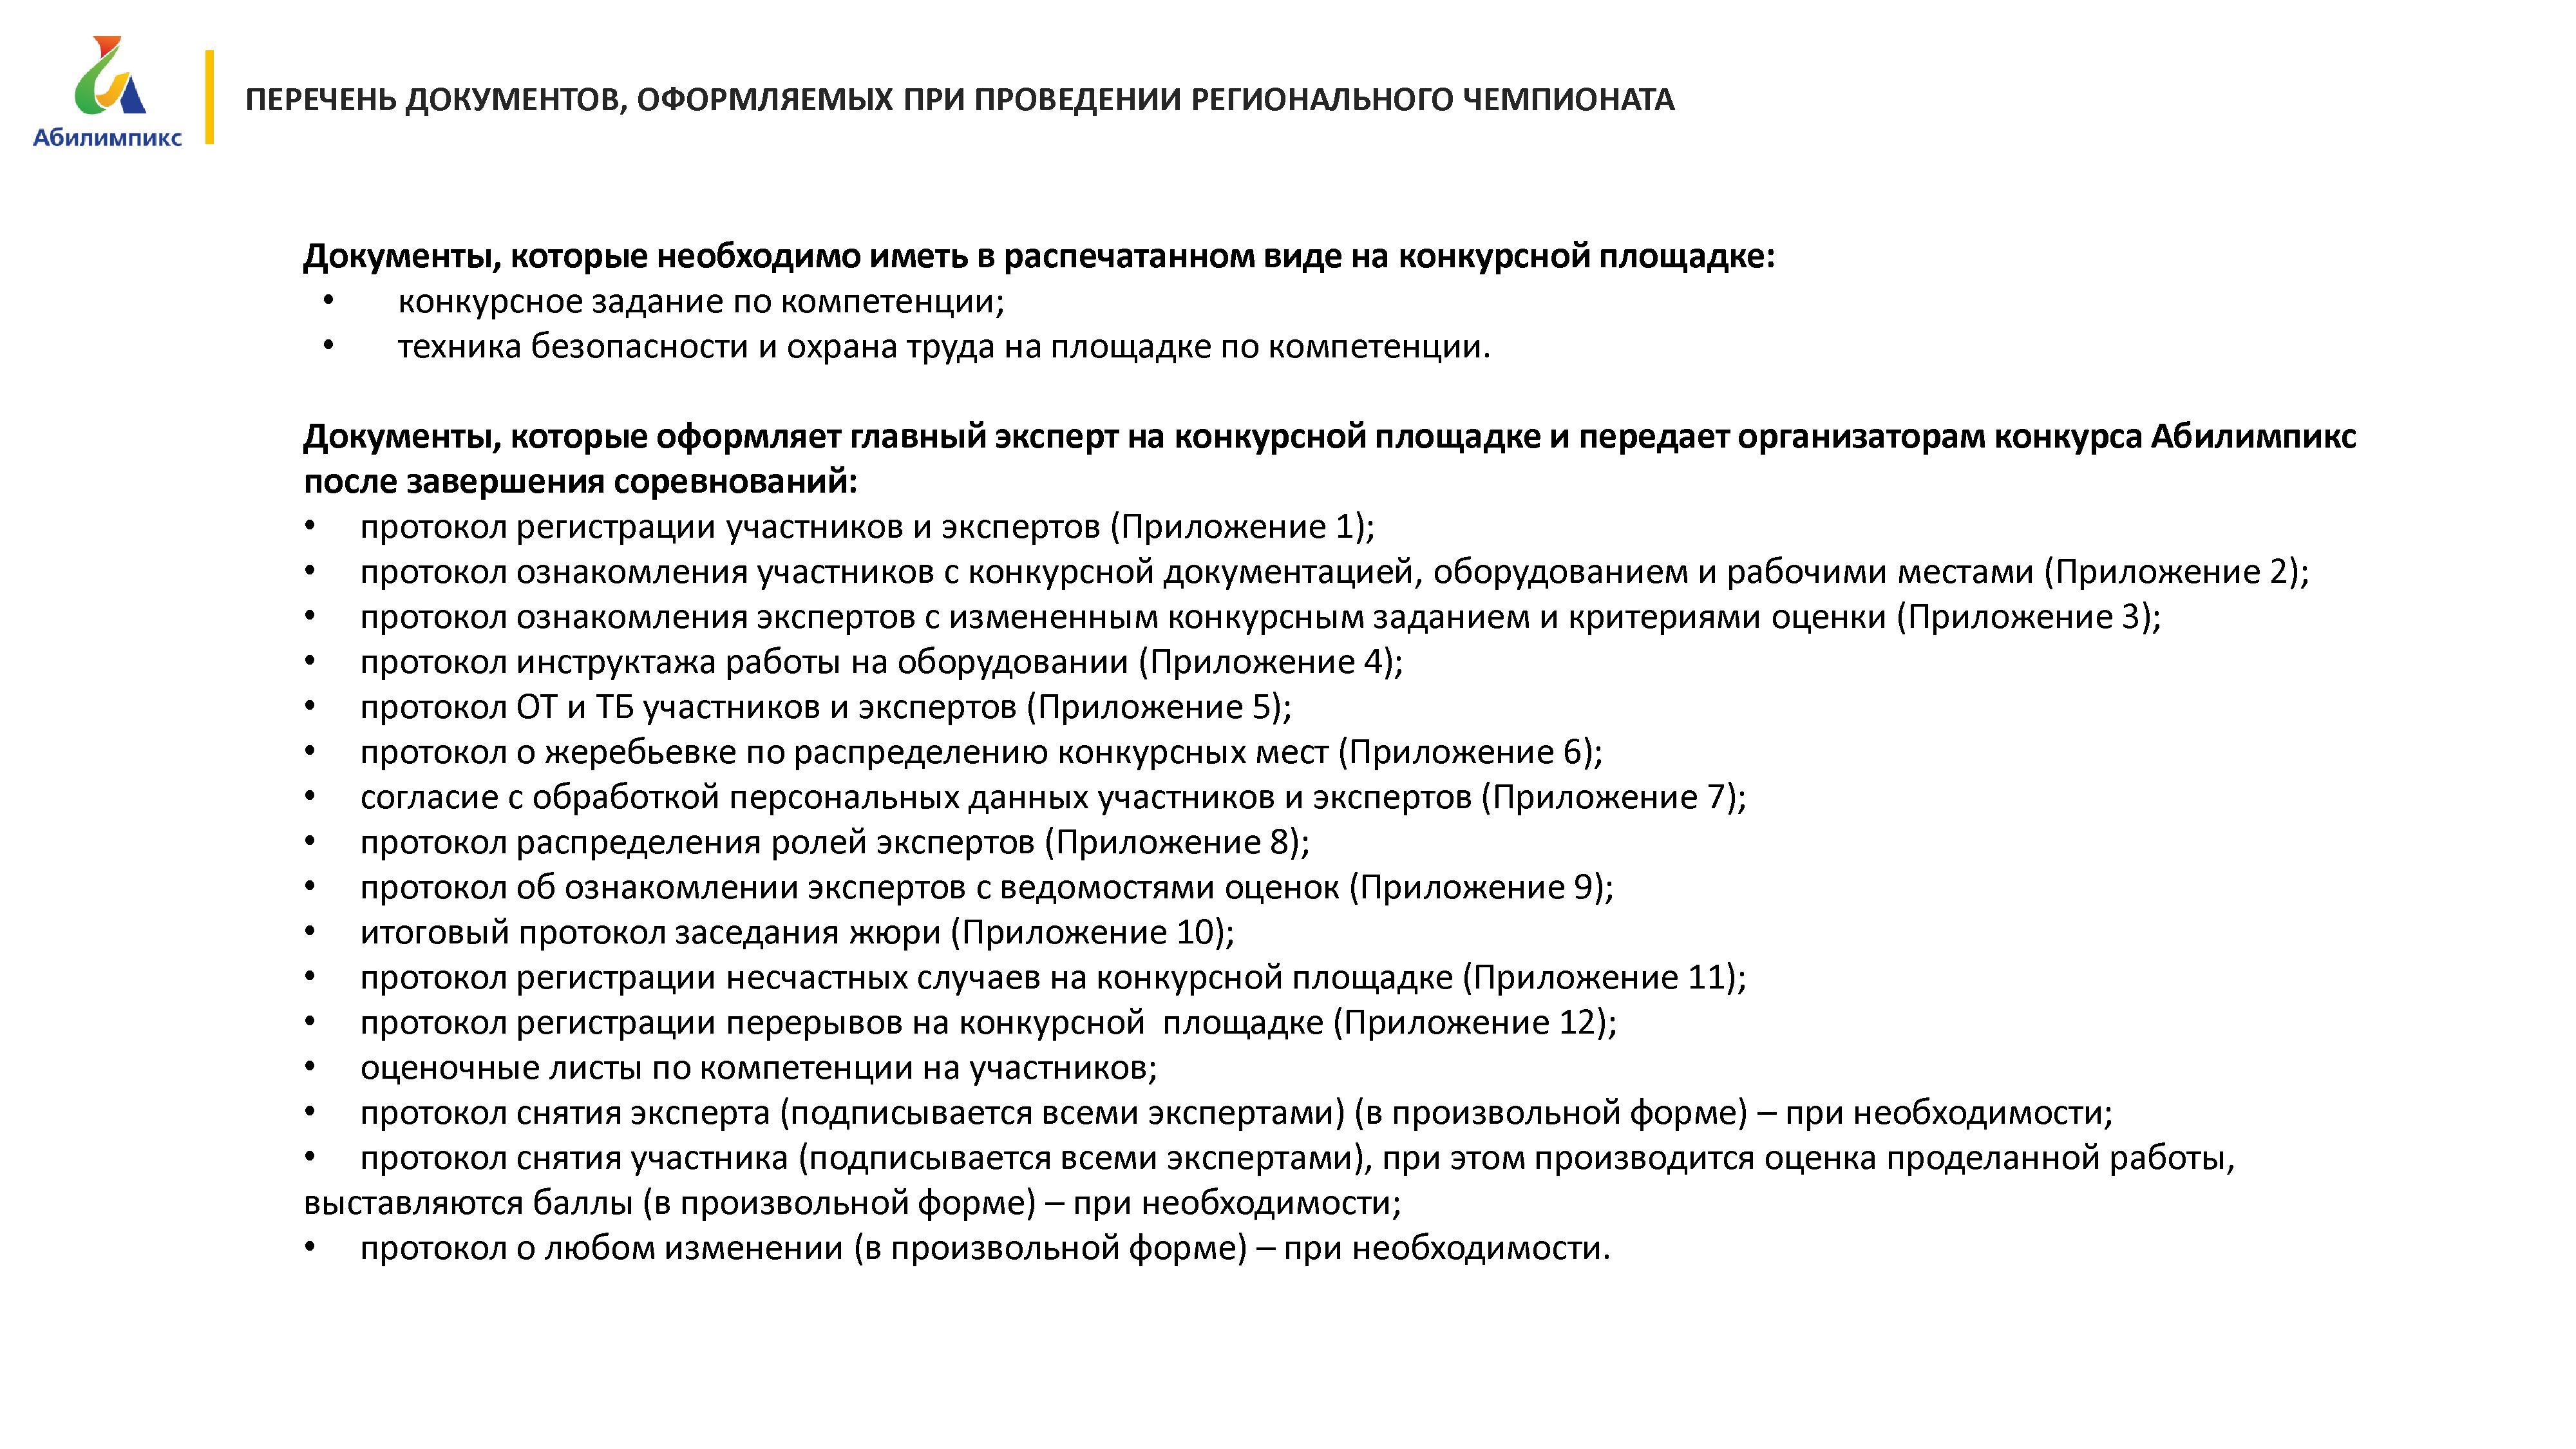 Абилимпикс
ПЕРЕЧЕНЬ ДОКУМЕНТОВ, ОФОРМЛЯЕМЫХ ПРИ ПРОВЕДЕНИИ РЕГИОНАЛЬНОГО ЧЕМПИОНАТА
Документы, которые необходимо иметь в распечатанном виде на конкурсной площадке:
• конкурсное задание по компетенции;
• техника безопасности и охрана труда на площадке по компетенции.
Документы, которые оформляет главный эксперт на конкурсной площадке и передает организаторам конкурса Абилимпикс
после завершения соревнований:
• протокол регистрации участников и экспертов (Приложение 1);
• протокол ознакомления участников с конкурсной документацией, оборудованием и рабочими местами (Приложение 2);
• протокол ознакомления экспертов с измененным конкурсным заданием и критериями оценки (Приложение 3);
• протокол инструктажа работы на оборудовании (Приложение 4);
• протокол ОТ и ТБ участников и экспертов (Приложение 5);
• протокол о жеребьевке по распределению конкурсных мест (Приложение 6);
• согласие с обработкой персональных данных участников и экспертов (Приложение 7);
• протокол распределения ролей экспертов (Приложение 8);
• протокол об ознакомлении экспертов с ведомостями оценок (Приложение 9);
• итоговый протокол заседания жюри (Приложение 10);
• протокол регистрации несчастных случаев на конкурсной площадке (Приложение 11);
• протокол регистрации перерывов на конкурсной площадке (Приложение 12);
• оценочные листы по компетенции на участников;
• протокол снятия эксперта (подписывается всеми экспертами) (в произвольной форме) – при необходимости;
• протокол снятия участника (подписывается всеми экспертами), при этом производится оценка проделанной работы,
выставляются баллы (в произвольной форме) – при необходимости;
• протокол о любом изменении (в произвольной форме) – при необходимости.